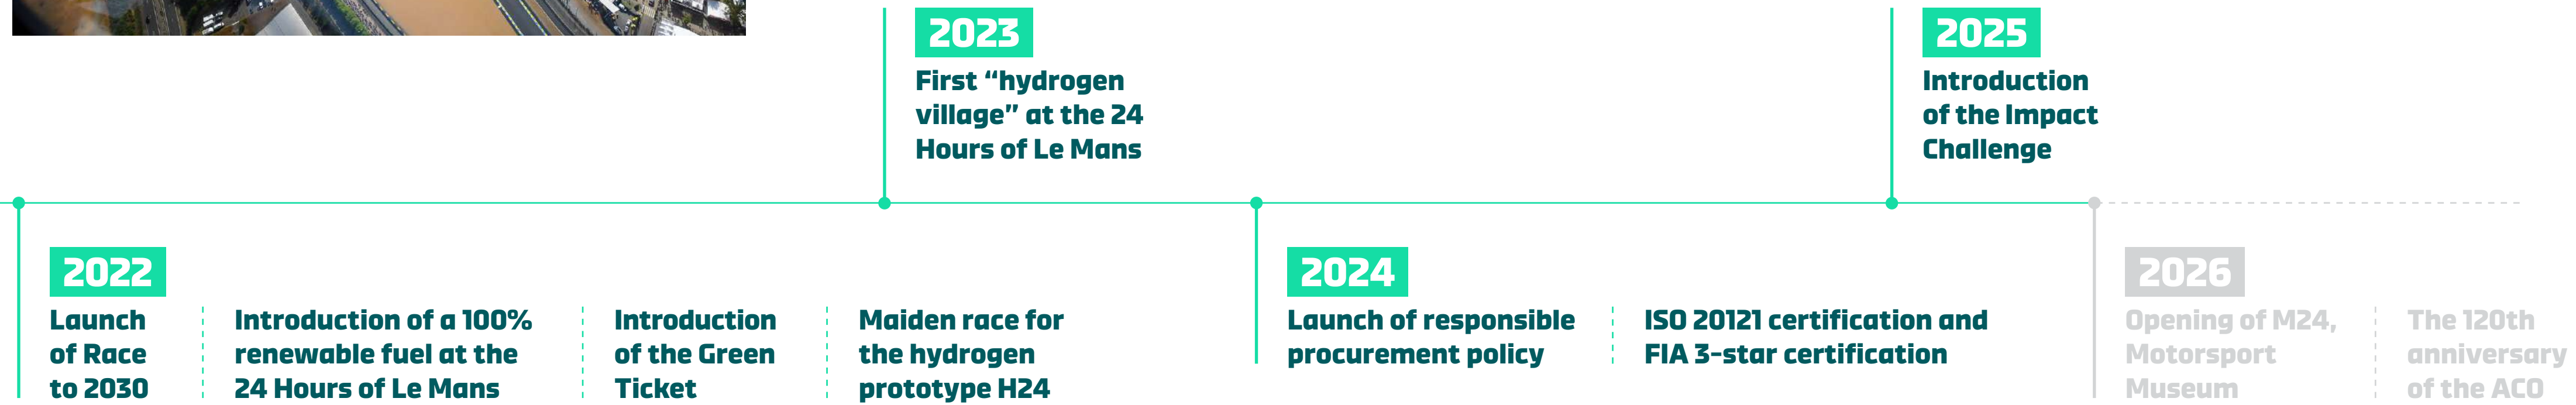 2022
Launch
of Race
to 2030
Introduction of a 100%
renewable fuel at the
24 Hours of Le Mans
Introduction
of the Green
Ticket
Maiden race for
the hydrogen
prototype H24
2023
First “hydrogen
village” at the 24
Hours of Le Mans
2024
Launch of responsible
procurement policy
ISO 20121 certification and
FIA 3-star certification
2025
Introduction
of the Impact
Challenge
2026
Opening of M24,
Motorsport
Museum
The 120th
anniversary
of the ACO